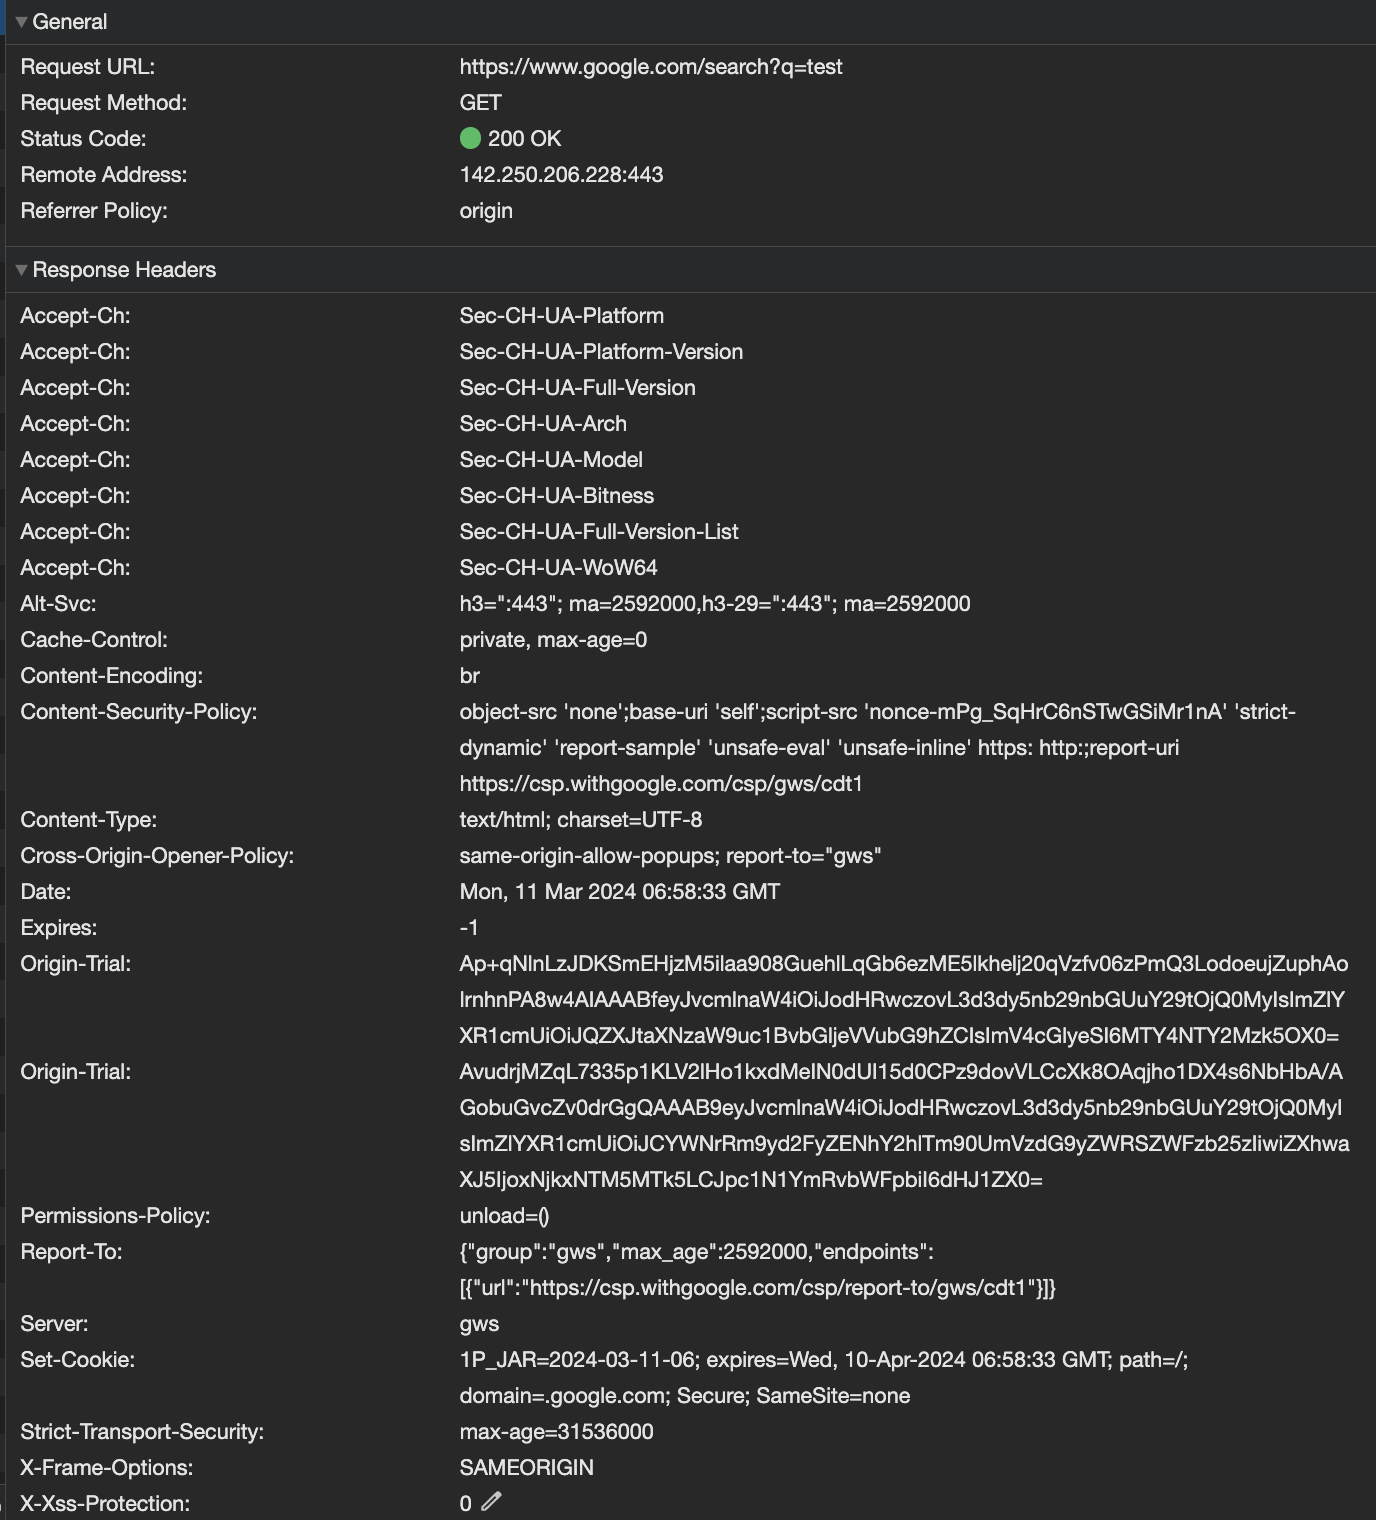 General
Request URL: https://www.google.com/search?q=test
Request Method: GET
Status Code: 200 OK
Remote Address: 142.250.206.228:443
Referrer Policy: origin
Response Headers
Accept-Ch: Sec-CH-UA-Platform
Accept-Ch: Sec-CH-UA-Platform-Version
Accept-Ch: Sec-CH-UA-Full-Version
Accept-Ch: Sec-CH-UA-Arch
Accept-Ch: Sec-CH-UA-Model
Accept-Ch: Sec-CH-UA-Bitness
Accept-Ch: Sec-CH-UA-Full-Version-List
Accept-Ch: Sec-CH-UA-WoW64
Alt-Svc: h3=":443"; ma=2592000,h3-29=":443"; ma=2592000
Cache-Control: private, max-age=0
Content-Encoding: br
Content-Security-Policy: object-src 'none';base-uri 'self';script-src 'nonce-mPg_SqHrC6nSTwGSiMr1nA' 'strict-
dynamic' 'report-sample' 'unsafe-eval' 'unsafe-inline' https: http:;report-uri
https://csp.withgoogle.com/csp/gws/cdt1
Content-Type: text/html; charset=UTF-8
Cross-Origin-Opener-Policy: same-origin-allow-popups; report-to="gws"
Date: Mon, 11 Mar 2024 06:58:33 GMT
Expires: -1
Origin-Trial: Ap+qNlnLzJDKSmEHjzM5ilaa908GuehlLqGb6ezME5lkhelj20qVzfv06zPmQ3LodoeujZuphAo
lrnhnPA8w4AIAAABfeyJvcmlnaW4iOiJodHRwczovL3d3dy5nb29nbGUuY29tOjQ0MyIsImZlY
XR1cmUiOiJQZXJtaXNzaW9uc1BvbGljeVVubG9hZCIsImV4cGlyeSI6MTY4NTY2Mzk5OX0=
Origin-Trial: AvudrjMZqL7335p1KLV2lHo1kxdMeIN0dUI15d0CPz9dovVLCcXk8OAqjho1DX4s6NbHbA/A
GobuGvcZv0drGgQAAAB9eyJvcmlnaW4iOiJodHRwczovL3d3dy5nb29nbGUuY29tOjQ0MyI
sImZlYXR1cmUiOiJCYWNrRm9yd2FyZENhY2hlTm90UmVzdG9yZWRSZWFzb25zIiwiZXhwa
XJ5IjoxNjkxNTM5MTk5LCJpc1N1YmRvbWFpbiI6dHJ1ZX0=
Permissions-Policy: unload=()
Report-To: {"group":"gws","max_age":2592000,"endpoints":
[{"url":"https://csp.withgoogle.com/csp/report-to/gws/cdt1"}]}
Server: gws
Set-Cookie: 1P_JAR=2024-03-11-06; expires=Wed, 10-Apr-2024 06:58:33 GMT; path=/;
domain=.google.com; Secure; SameSite=none
Strict-Transport-Security: max-age=31536000
X-Frame-Options: SAMEORIGIN
X-Xss-Protection: 0